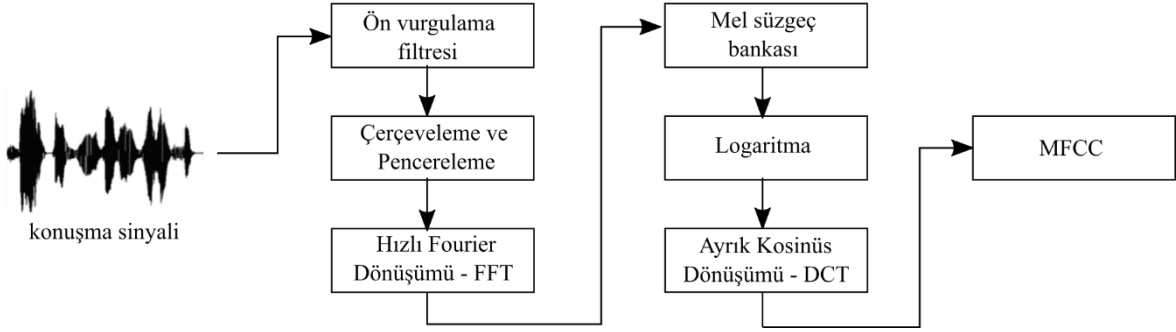 konuşma sinyali
Ön vurgulama
filtresi
Çerçeveleme ve
Pencereleme
Hızlı Fourier
Dönüşümü - FFT
Mel süzgeç
bankası
Logaritma
Ayrık Kosinüs
Dönüşümü - DCT
MFCC